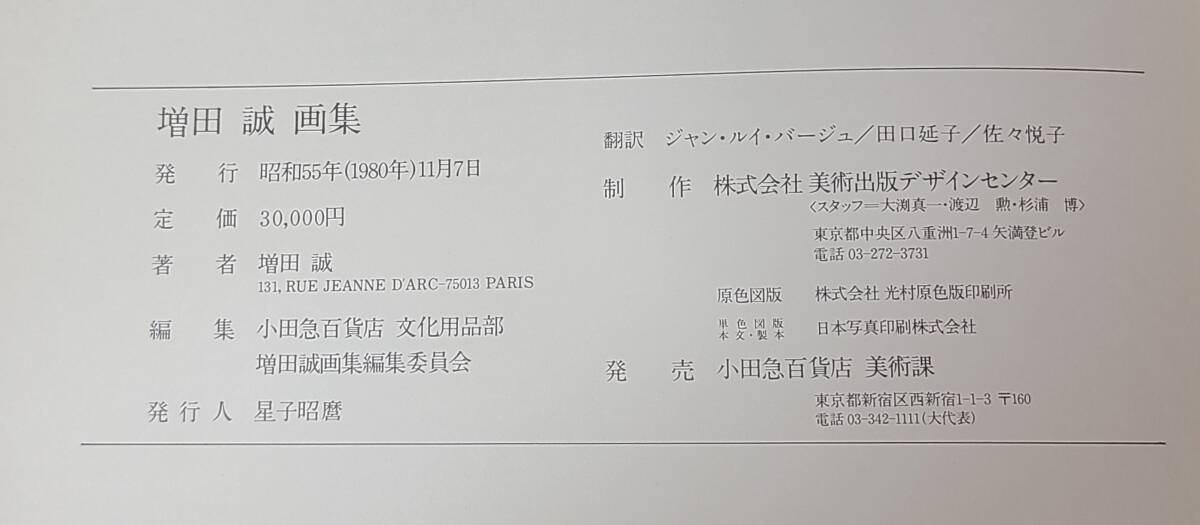 増田 誠 画集
発 行 昭和55年(1980年)11月7日
定 価 30,000円
著 者 増田 誠
131, RUE JEANNE D'ARC-75013 PARIS
編 集 小田急百貨店 文化用品部
増田誠画集編集委員会
発行人 星子昭麿
翻訳 ジャン・ルイ・バージュ/田口延子/佐々悦子
制 作 株式会社 美術出版デザインセンター
〈スタッフ=大渕真一・渡辺 勲・杉浦 博〉
東京都中央区八重洲1-7-4 矢満登ビル
電話 03-272-3731
原色図版 株式会社 光村原色版印刷所
単色図版
本文・製本 日本写真印刷株式会社
発 売 小田急百貨店 美術課
東京都新宿区西新宿1-1-3 〒160
電話 03-342-1111(大代表)